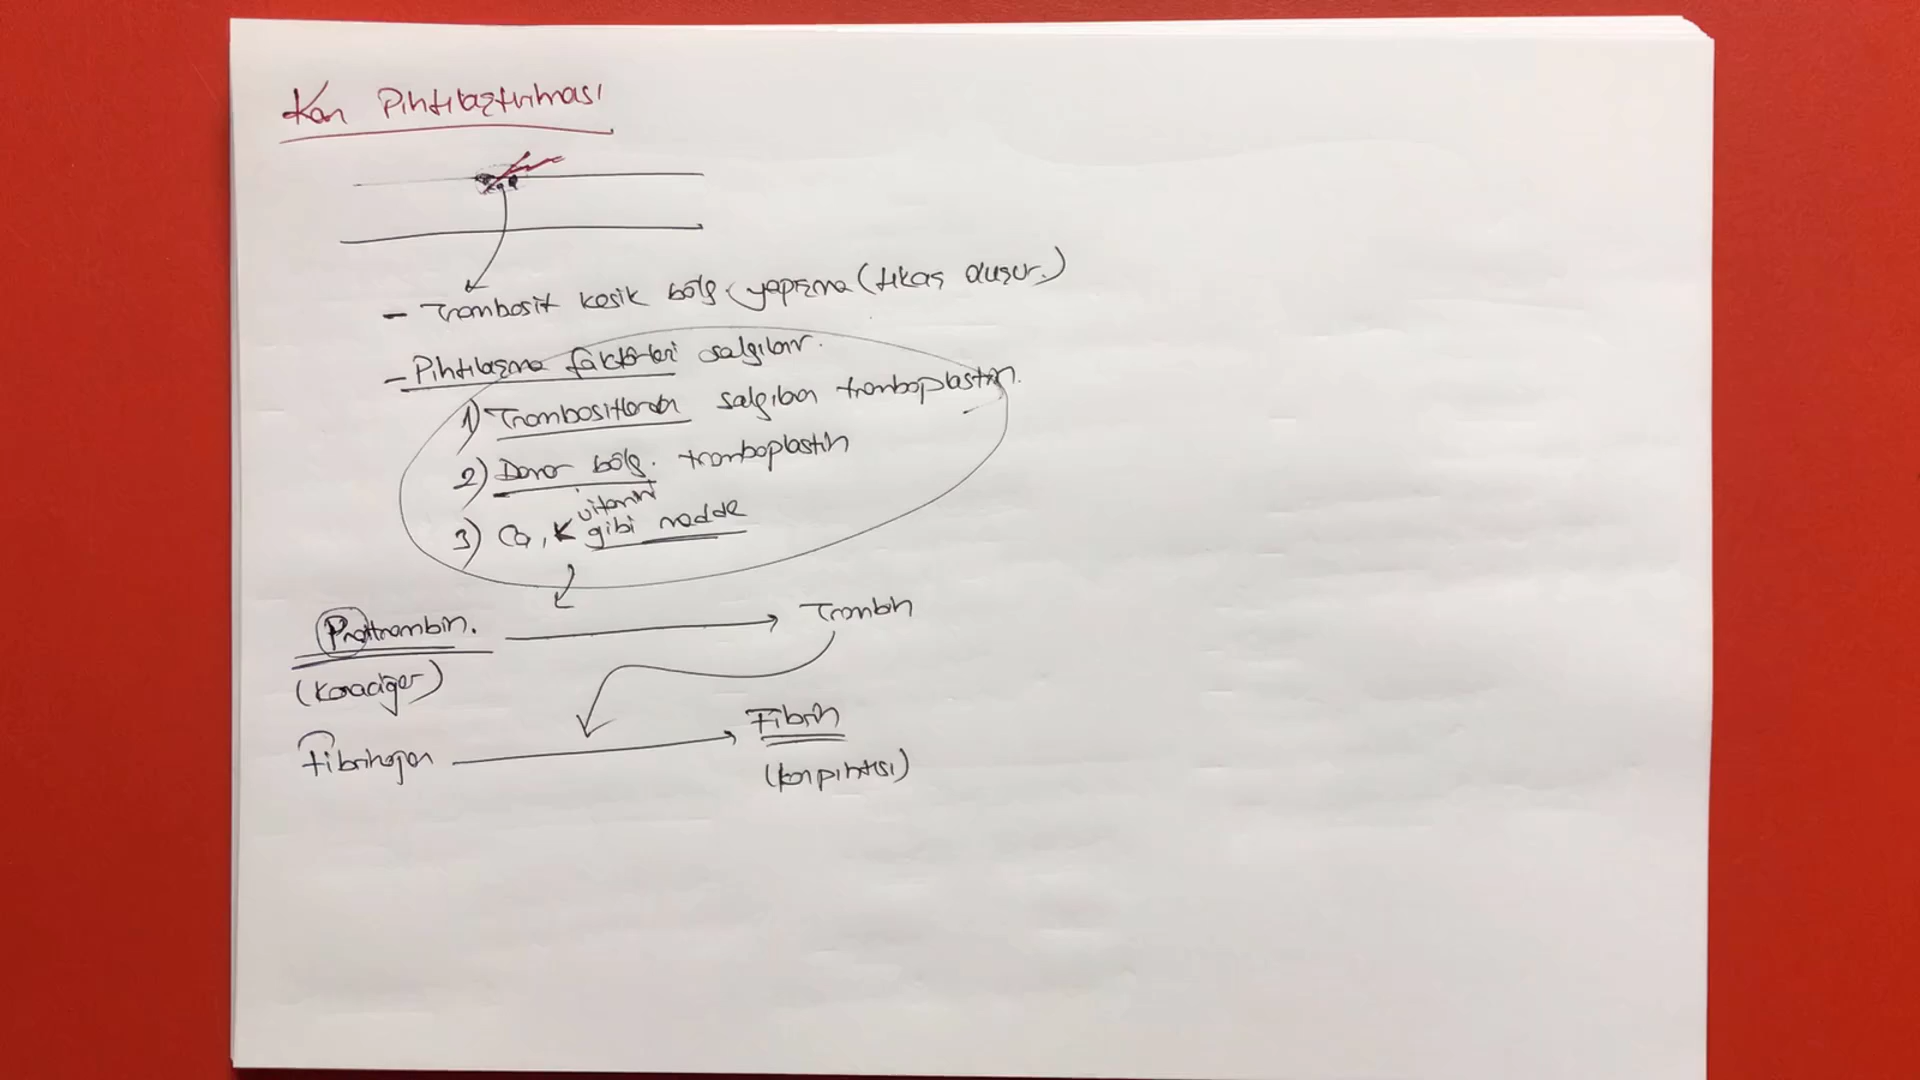 Kan Pıhtılaştırılması
- Trombosit kesik bölg. yapışma (tıkaç oluşur.)
- Pıhtılaşma faktörleri salgılanır.
1) Trombositlerden salgılanan tromboplastin.
2) Damar bölg. tromboplastin
vitamini
3) Ca, K gibi madde
Protrombin. Trombin
(Karaciğer)
Fibrin
Fibrinojen
(kan pıhtısı)